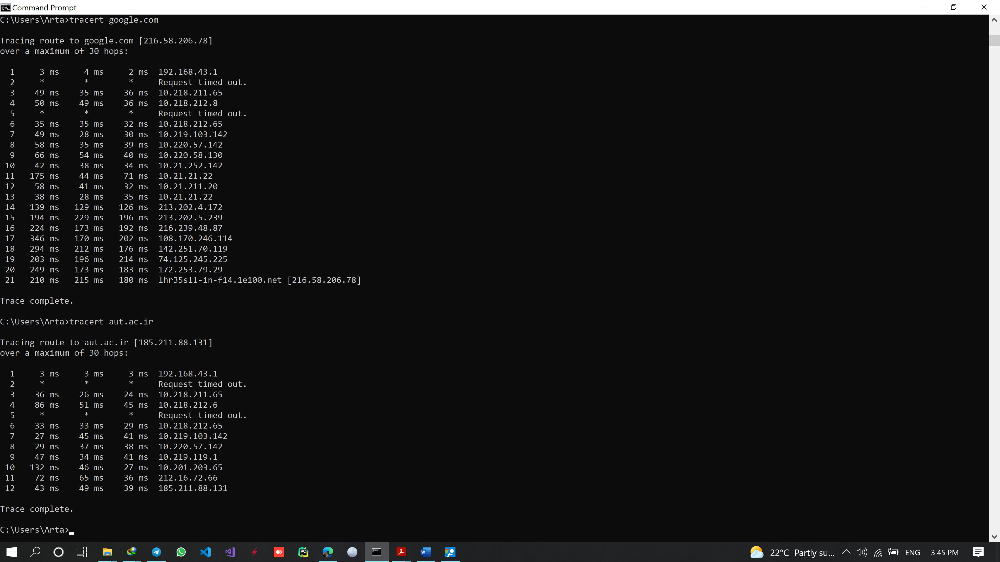 Command Prompt
C:\Users\Arta>tracert google.com
Tracing route to google.com [216.58.206.78]
over a maximum of 30 hops:
1 3 ms 4 ms 2 ms 192.168.43.1
2 * * * Request timed out.
3 49 ms 35 ms 36 ms 10.218.211.65
4 50 ms 49 ms 36 ms 10.218.212.8
5 * * * Request timed out.
6 35 ms 35 ms 32 ms 10.218.212.65
7 49 ms 28 ms 30 ms 10.219.103.142
8 58 ms 35 ms 39 ms 10.220.57.142
9 66 ms 54 ms 40 ms 10.220.58.130
10 42 ms 38 ms 34 ms 10.21.252.142
11 175 ms 44 ms 71 ms 10.21.21.22
12 58 ms 41 ms 32 ms 10.21.211.20
13 38 ms 28 ms 35 ms 10.21.21.22
14 139 ms 129 ms 126 ms 213.202.4.172
15 194 ms 229 ms 196 ms 213.202.5.239
16 224 ms 173 ms 192 ms 216.239.48.87
17 346 ms 170 ms 202 ms 108.170.246.114
18 294 ms 212 ms 176 ms 142.251.70.119
19 203 ms 196 ms 214 ms 74.125.245.225
20 249 ms 173 ms 183 ms 172.253.79.29
21 210 ms 215 ms 180 ms lhr35s11-in-f14.1e100.net [216.58.206.78]
Trace complete.
C:\Users\Arta>tracert aut.ac.ir
Tracing route to aut.ac.ir [185.211.88.131]
over a maximum of 30 hops:
1 3 ms 3 ms 3 ms 192.168.43.1
2 * * * Request timed out.
3 36 ms 26 ms 24 ms 10.218.211.65
4 86 ms 51 ms 45 ms 10.218.212.6
5 * * * Request timed out.
6 33 ms 33 ms 29 ms 10.218.212.65
7 27 ms 45 ms 41 ms 10.219.103.142
8 29 ms 37 ms 38 ms 10.220.57.142
9 47 ms 34 ms 41 ms 10.219.119.1
10 132 ms 46 ms 27 ms 10.201.203.65
11 72 ms 65 ms 36 ms 212.16.72.66
12 43 ms 49 ms 39 ms 185.211.88.131
Trace complete.
C:\Users\Arta>
22°C Partly su... ENG 3:45 PM